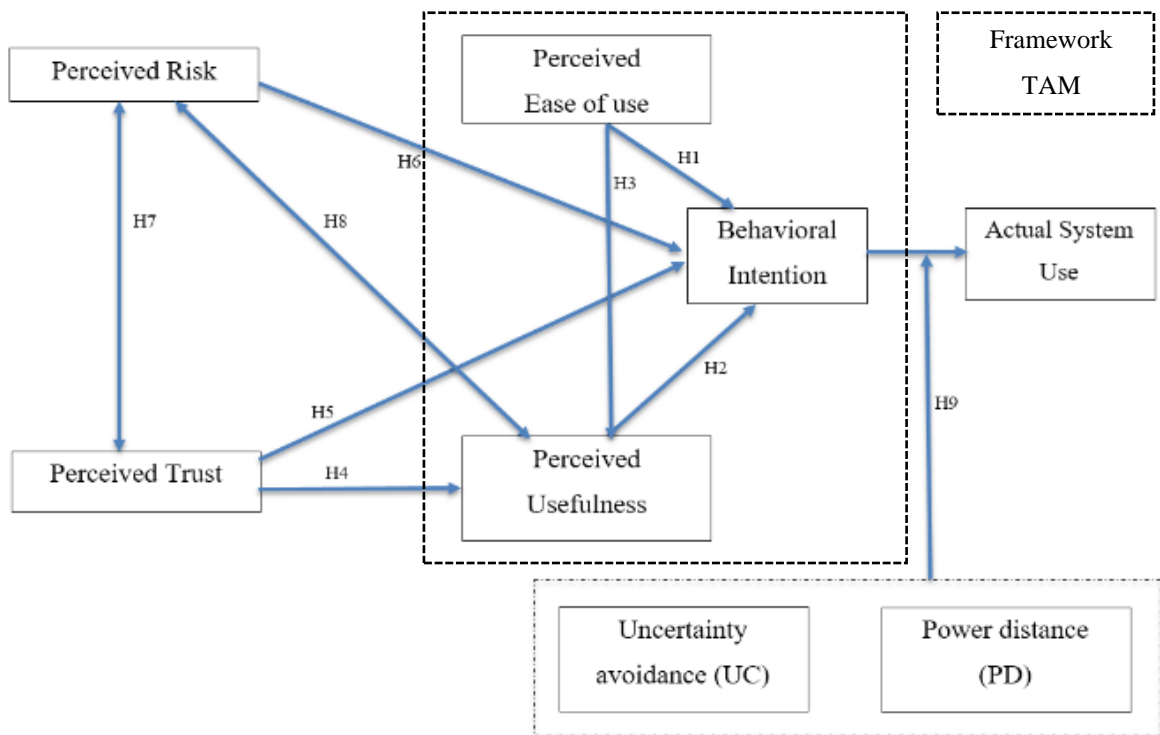 Framework
TAM
Perceived Risk
Perceived
Ease of use
H1
H6
H3
H7
H8
Behavioral
Intention
Actual System
Use
H2
H5
H9
Perceived Trust
H4
Perceived
Usefulness
Uncertainty
avoidance (UC)
Power distance
(PD)